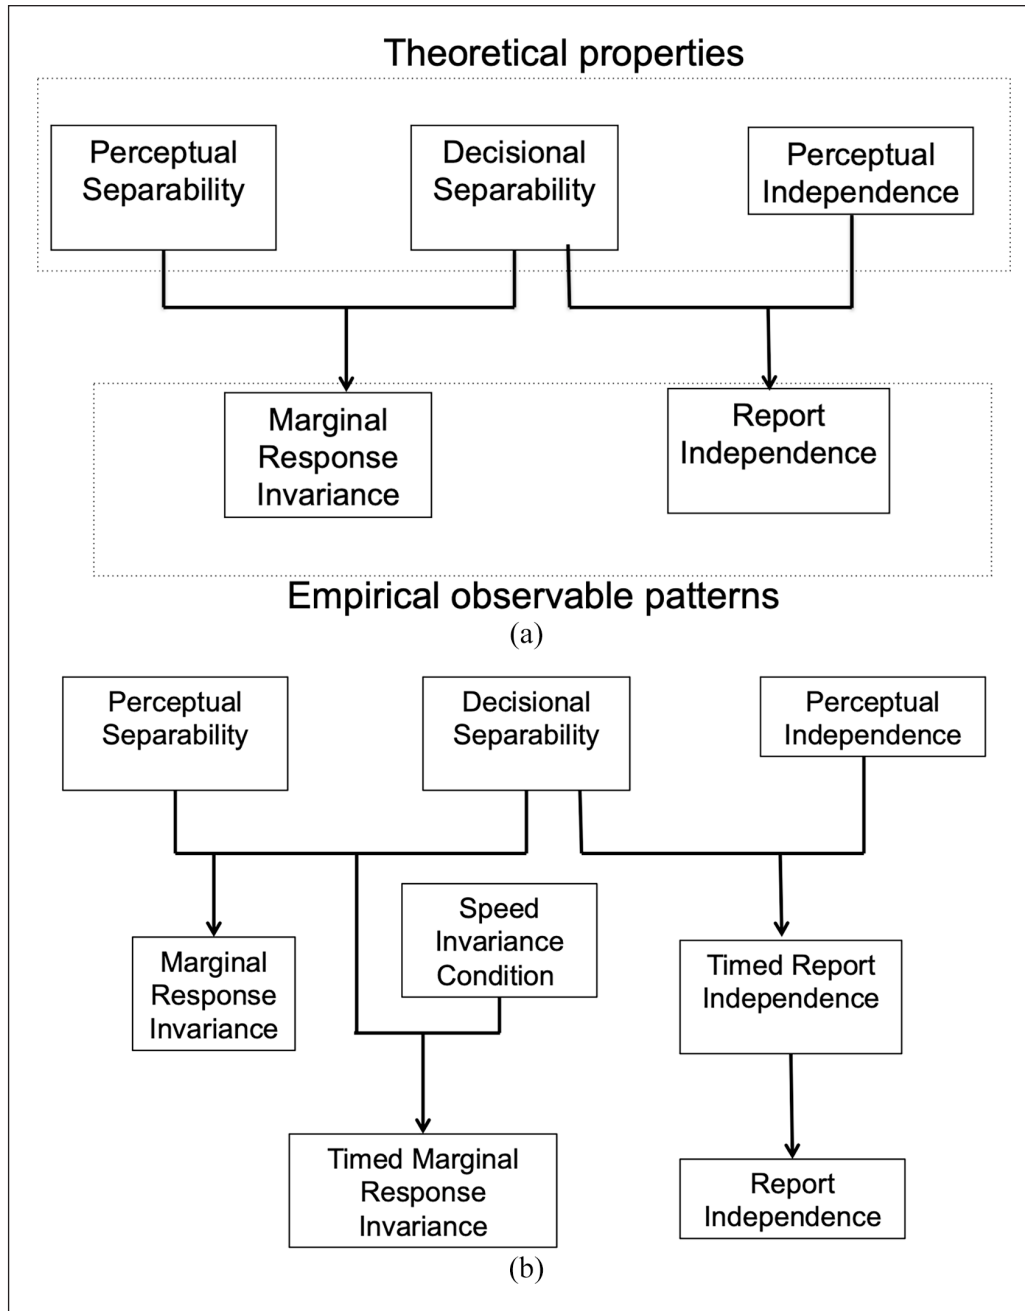 Theoretical properties
Perceptual
Separability
Decisional
Separability
Perceptual
Independence
Marginal
Response
Invariance
Report
Independence
Empirical observable patterns
(a)
Perceptual
Separability
Decisional
Separability
Perceptual
Independence
Speed
Invariance
Condition
Marginal
Response
Invariance
Timed Report
Independence
Timed Marginal
Response
Invariance
Report
Independence
(b)